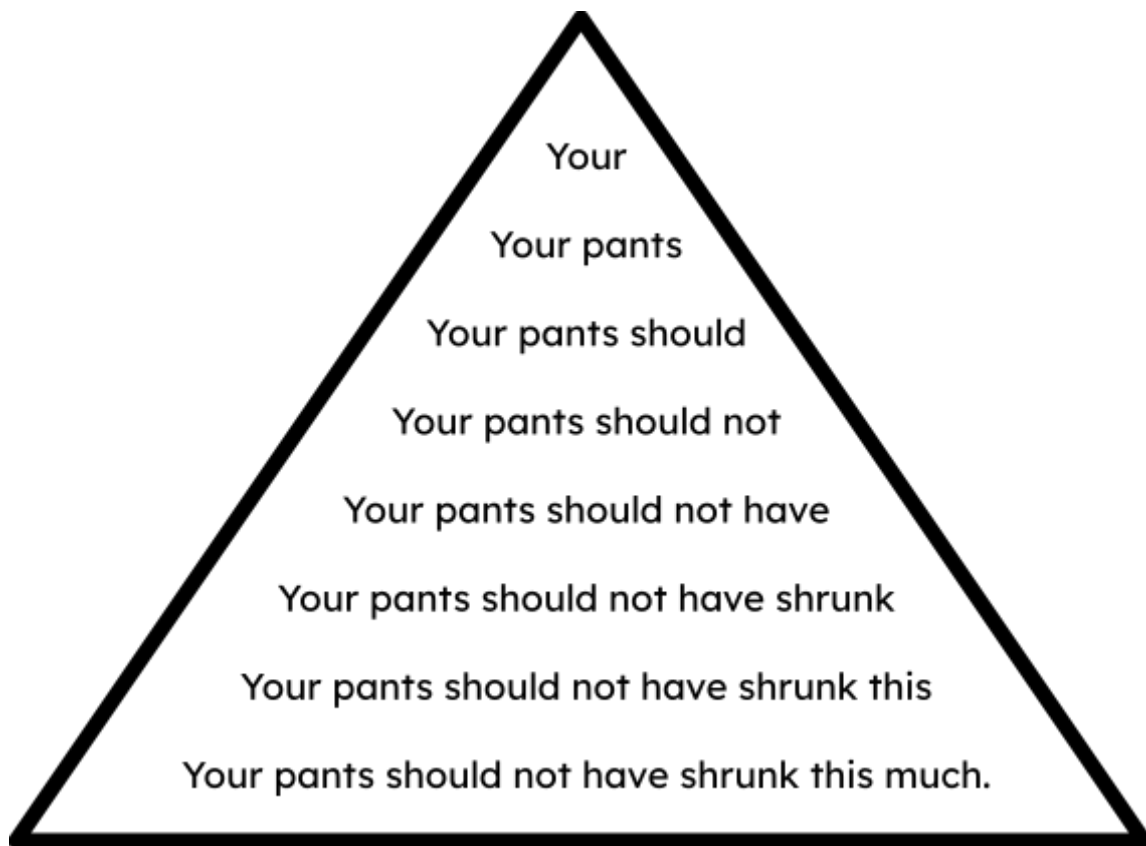 Your
Your pants
Your pants should
Your pants should not
Your pants should not have
Your pants should not have shrunk
Your pants should not have shrunk this
Your pants should not have shrunk this much.